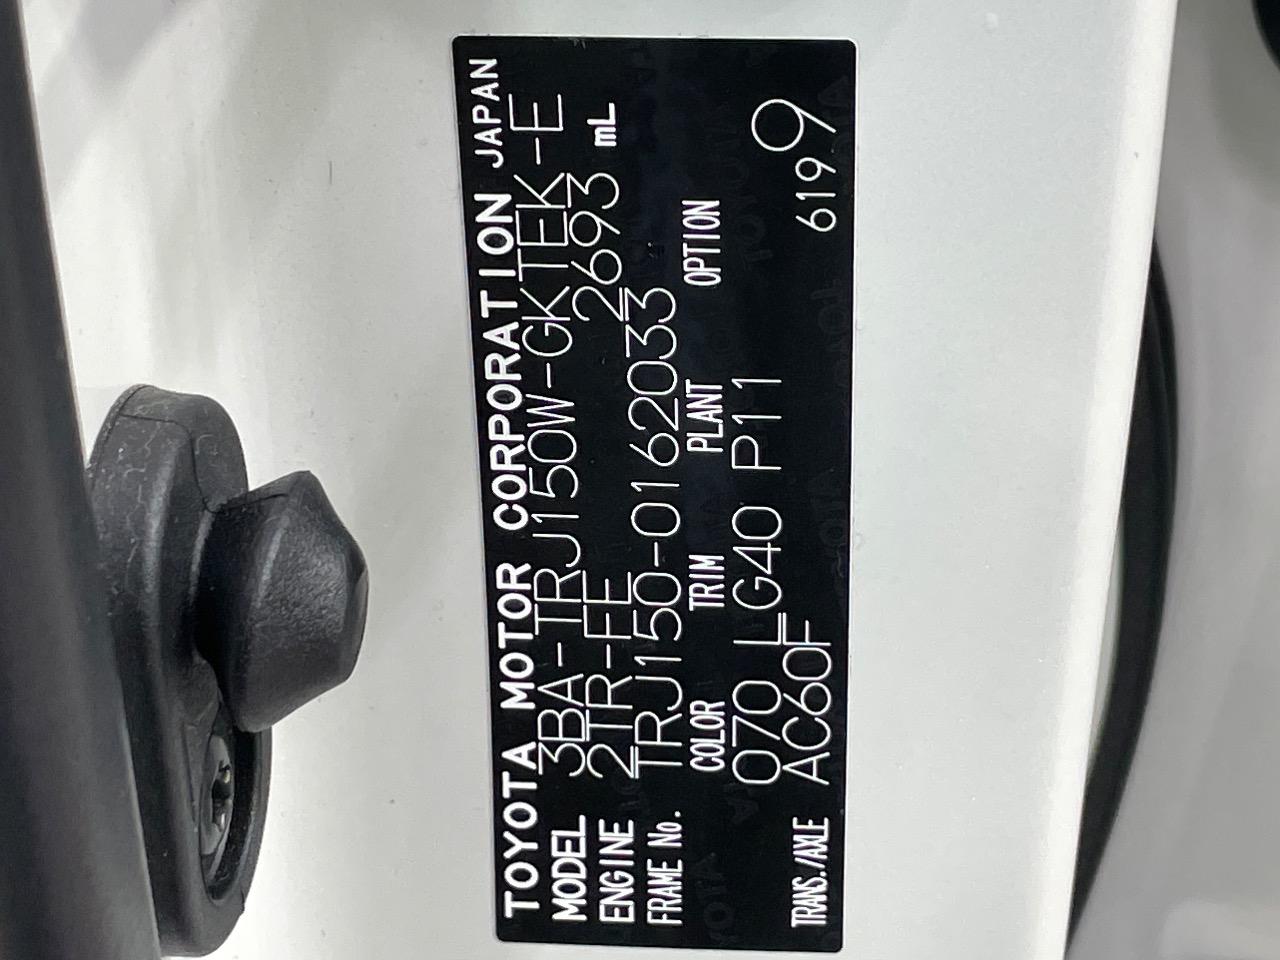 TOYOTA MOTOR CORPORATION JAPAN
MODEL 3BA-TRJ150W-GKTEK-E
ENGINE 2TR-FE 2693 mL
FRAME No. TRJ150-0162033
COLOR TRIM PLANT OPTION
070 LG40 P11
TRANS./AXLE AC60F 6199